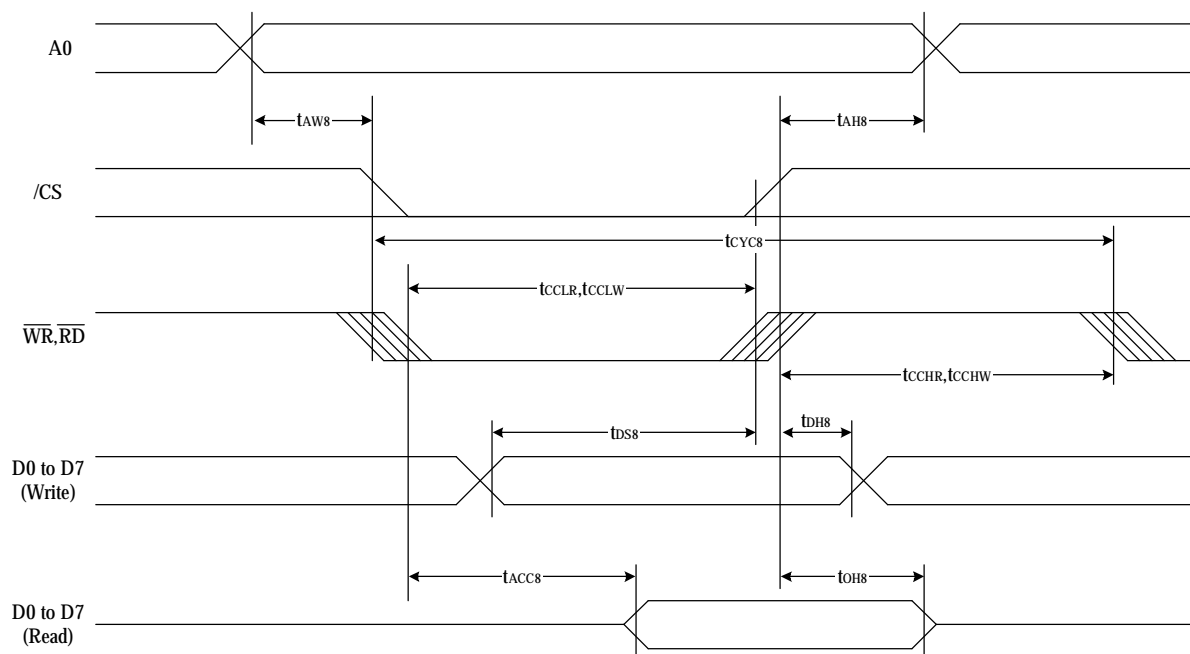 A0
tAW8
tAH8
/CS
tCYC8
tCCLR,tCCLW
WR,RD
tCCHR,tCCHW
tDS8
tDH8
D0 to D7
(Write)
tACC8
tOH8
D0 to D7
(Read)